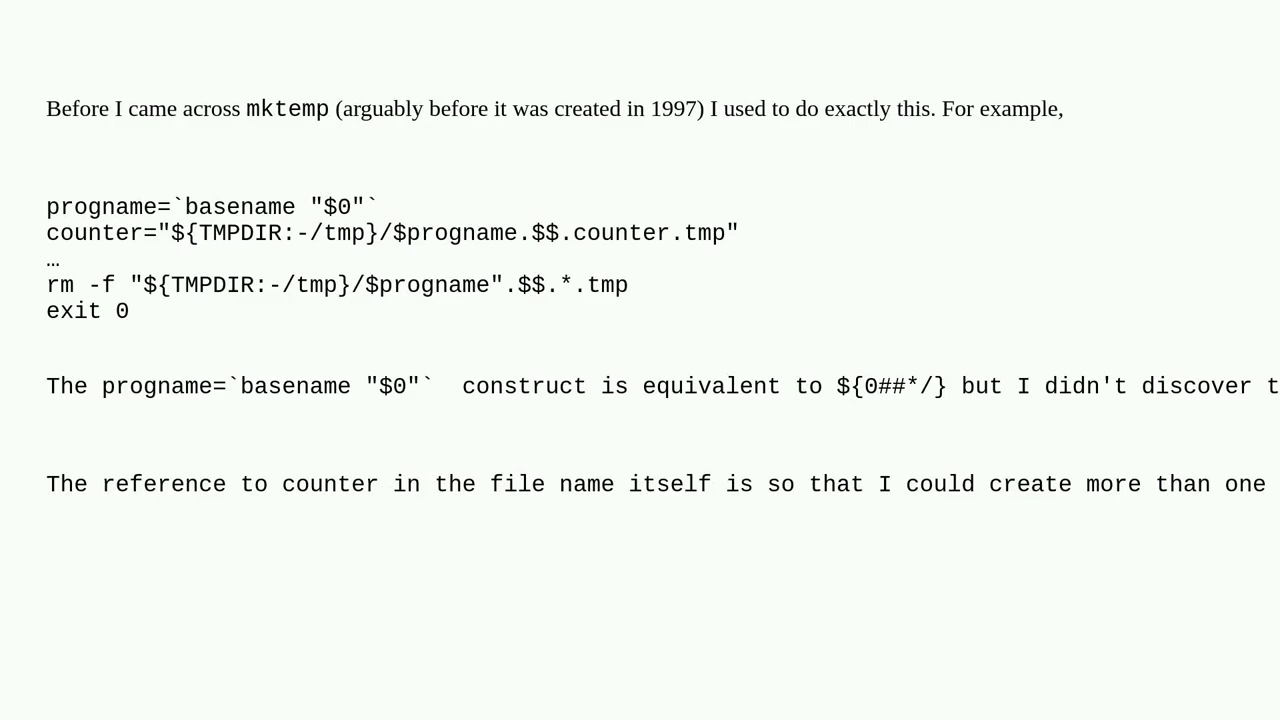 Before I came across mktemp (arguably before it was created in 1997) I used to do exactly this. For example,
progname=`basename "$0"`
counter="${TMPDIR:-/tmp}/$progname.$$.counter.tmp"
…
rm -f "${TMPDIR:-/tmp}/$progname".$$.*.tmp
exit 0
The progname=`basename "$0"`  construct is equivalent to ${0##*/} but I didn't discover
The reference to counter in the file name itself is so that I could create more than one